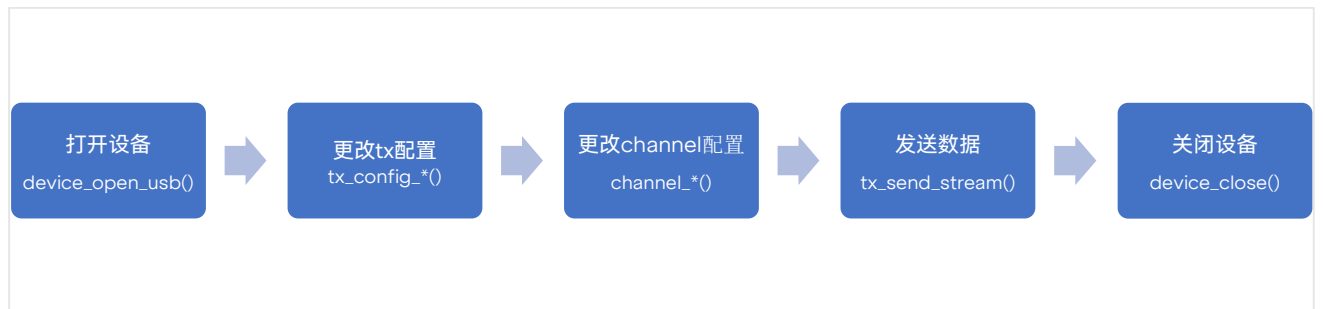 打开设备
device_open_usb()
更改tx配置
tx_config_*()
更改channel配置
channel_*()
发送数据
tx_send_stream()
关闭设备
device_close()